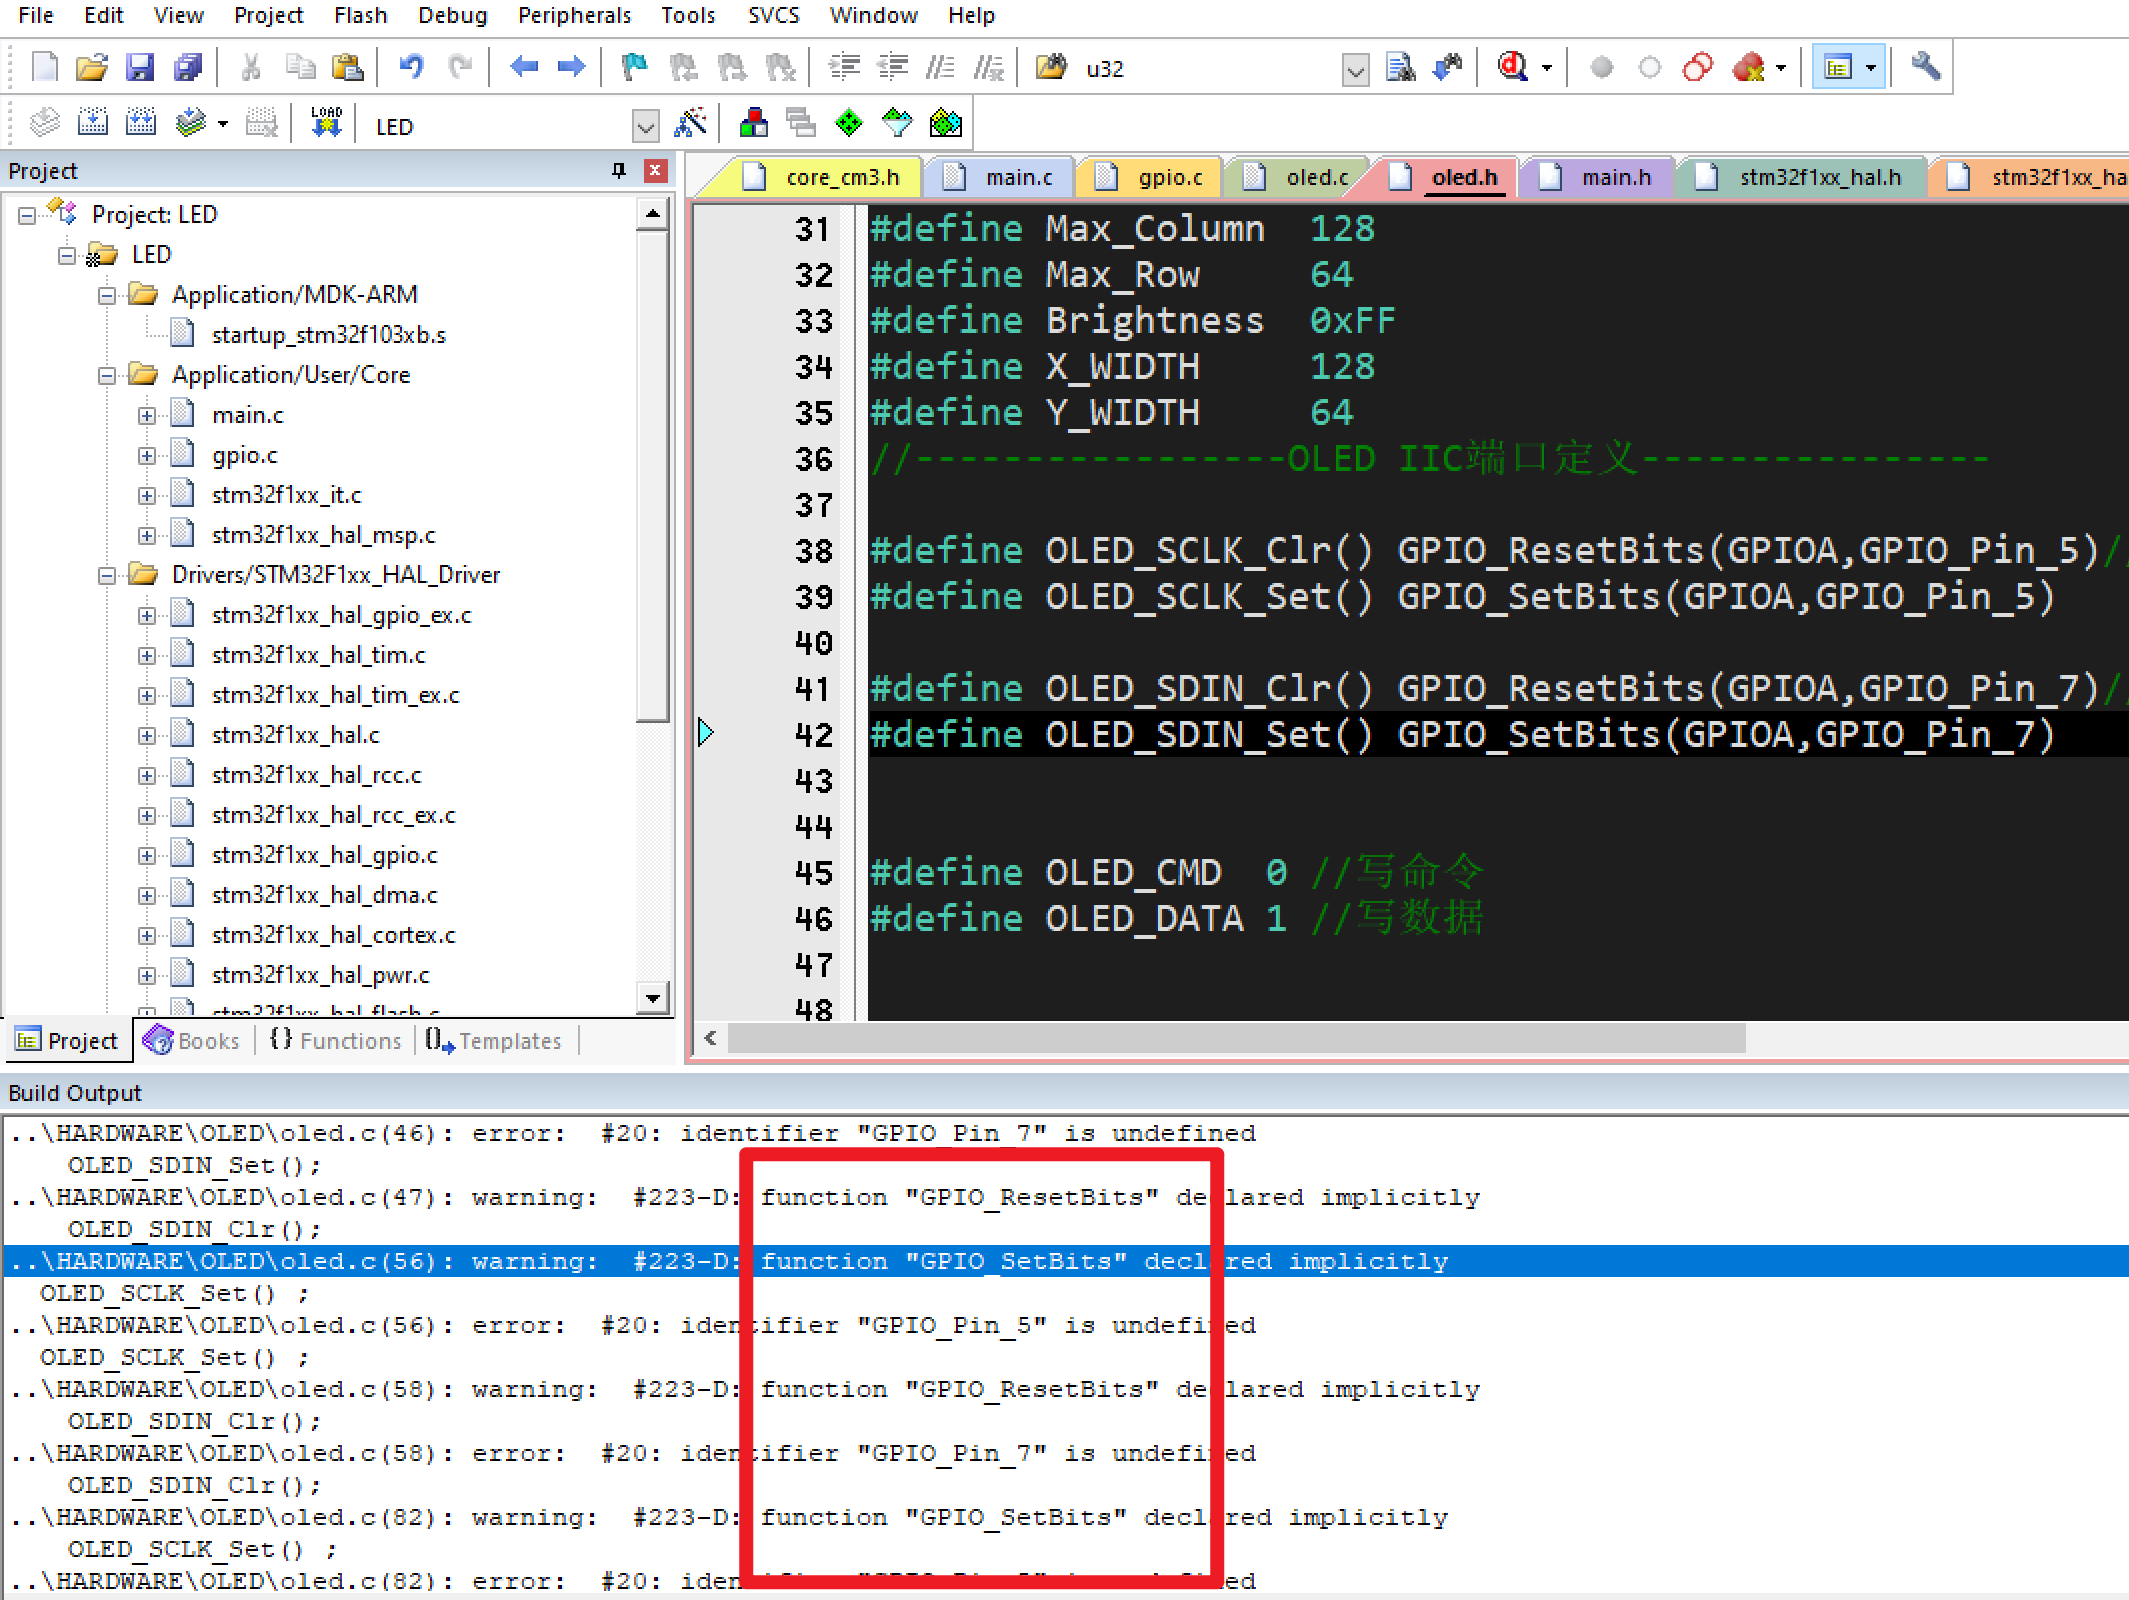 File Edit View Project Flash Debug Peripherals Tools SVCS Window Help
u32
LOAD LED
Project
Project: LED
LED
Application/MDK-ARM
startup_stm32f103xb.s
Application/User/Core
main.c
gpio.c
stm32f1xx_it.c
stm32f1xx_hal_msp.c
Drivers/STM32F1xx_HAL_Driver
stm32f1xx_hal_gpio_ex.c
stm32f1xx_hal_tim.c
stm32f1xx_hal_tim_ex.c
stm32f1xx_hal.c
stm32f1xx_hal_rcc.c
stm32f1xx_hal_rcc_ex.c
stm32f1xx_hal_gpio.c
stm32f1xx_hal_dma.c
stm32f1xx_hal_cortex.c
stm32f1xx_hal_pwr.c
stm32f1xx_hal_flash.c
Project Books {} Functions Templates
core_cm3.h main.c gpio.c oled.c oled.h main.h stm32f1xx_hal.h stm32f1xx_ha
31 #define Max_Column 128
32 #define Max_Row 64
33 #define Brightness 0xFF
34 #define X_WIDTH 128
35 #define Y_WIDTH 64
36 //-----------------OLED IIC端口定义----------------
37
38 #define OLED_SCLK_Clr() GPIO_ResetBits(GPIOA,GPIO_Pin_5)//
39 #define OLED_SCLK_Set() GPIO_SetBits(GPIOA,GPIO_Pin_5)
40
41 #define OLED_SDIN_Clr() GPIO_ResetBits(GPIOA,GPIO_Pin_7)//
42 #define OLED_SDIN_Set() GPIO_SetBits(GPIOA,GPIO_Pin_7)
43
44
45 #define OLED_CMD 0 //写命令
46 #define OLED_DATA 1 //写数据
47
48
Build Output
..\HARDWARE\OLED\oled.c(46): error: #20: identifier "GPIO_Pin_7" is undefined
OLED_SDIN_Set();
..\HARDWARE\OLED\oled.c(47): warning: #223-D: function "GPIO_ResetBits" declared implicitly
OLED_SDIN_Clr();
..\HARDWARE\OLED\oled.c(56): warning: #223-D: function "GPIO_SetBits" declared implicitly
OLED_SCLK_Set() ;
..\HARDWARE\OLED\oled.c(56): error: #20: identifier "GPIO_Pin_5" is undefined
OLED_SCLK_Set() ;
..\HARDWARE\OLED\oled.c(58): warning: #223-D: function "GPIO_ResetBits" declared implicitly
OLED_SDIN_Clr();
..\HARDWARE\OLED\oled.c(58): error: #20: identifier "GPIO_Pin_7" is undefined
OLED_SDIN_Clr();
..\HARDWARE\OLED\oled.c(82): warning: #223-D: function "GPIO_SetBits" declared implicitly
OLED_SCLK_Set() ;
..\HARDWARE\OLED\oled.c(82): error: #20: